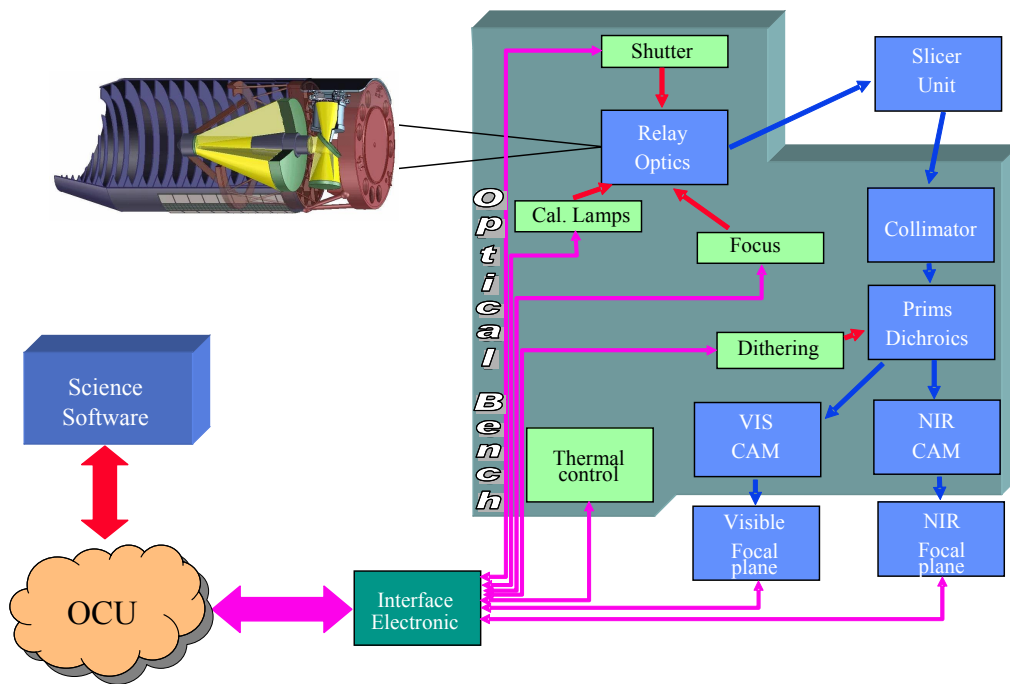 Shutter
Slicer
Unit
Relay
Optics
Optical Bench
Cal. Lamps
Focus
Collimator
Prims
Dichroics
Dithering
Science
Software
VIS
CAM
NIR
CAM
Thermal
control
Visible
Focal
plane
NIR
Focal
plane
OCU
Interface
Electronic